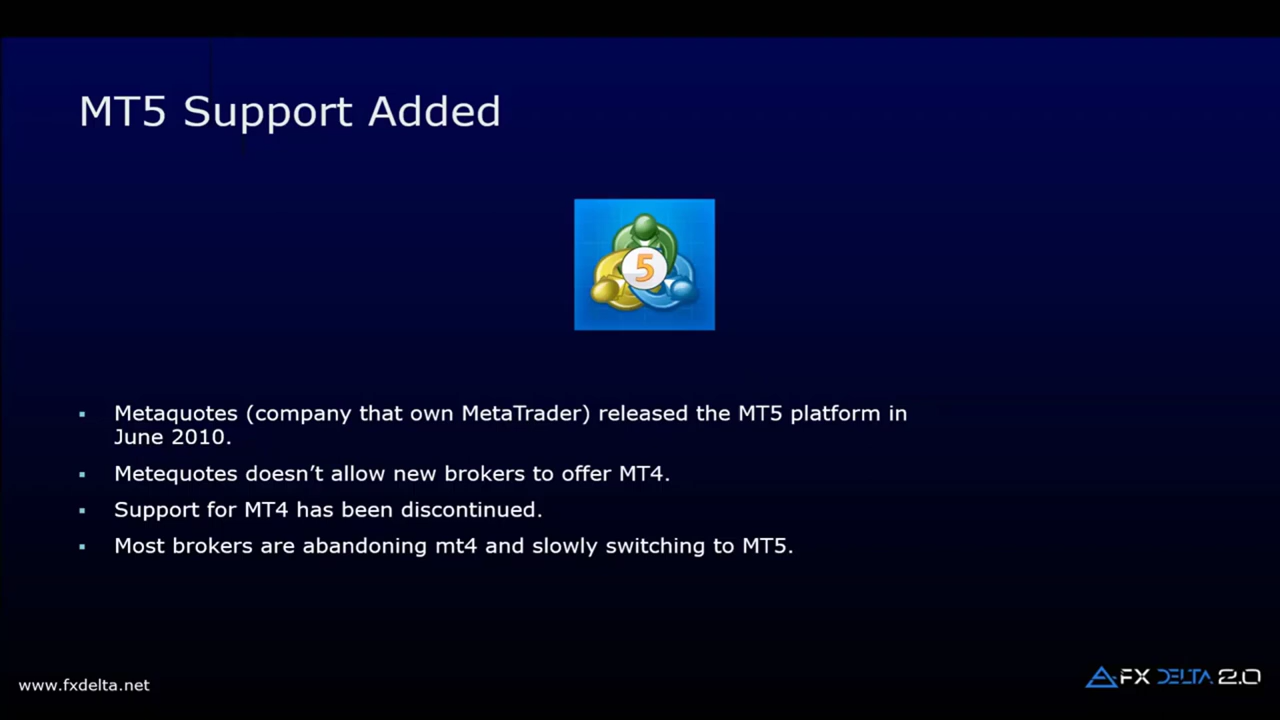 MT5 Support Added
5
▪ Metaquotes (company that own MetaTrader) released the MT5 platform in
June 2010.
▪ Metequotes doesn’t allow new brokers to offer MT4.
▪ Support for MT4 has been discontinued.
▪ Most brokers are abandoning mt4 and slowly switching to MT5.
www.fxdelta.net
FX DELTA 2.0